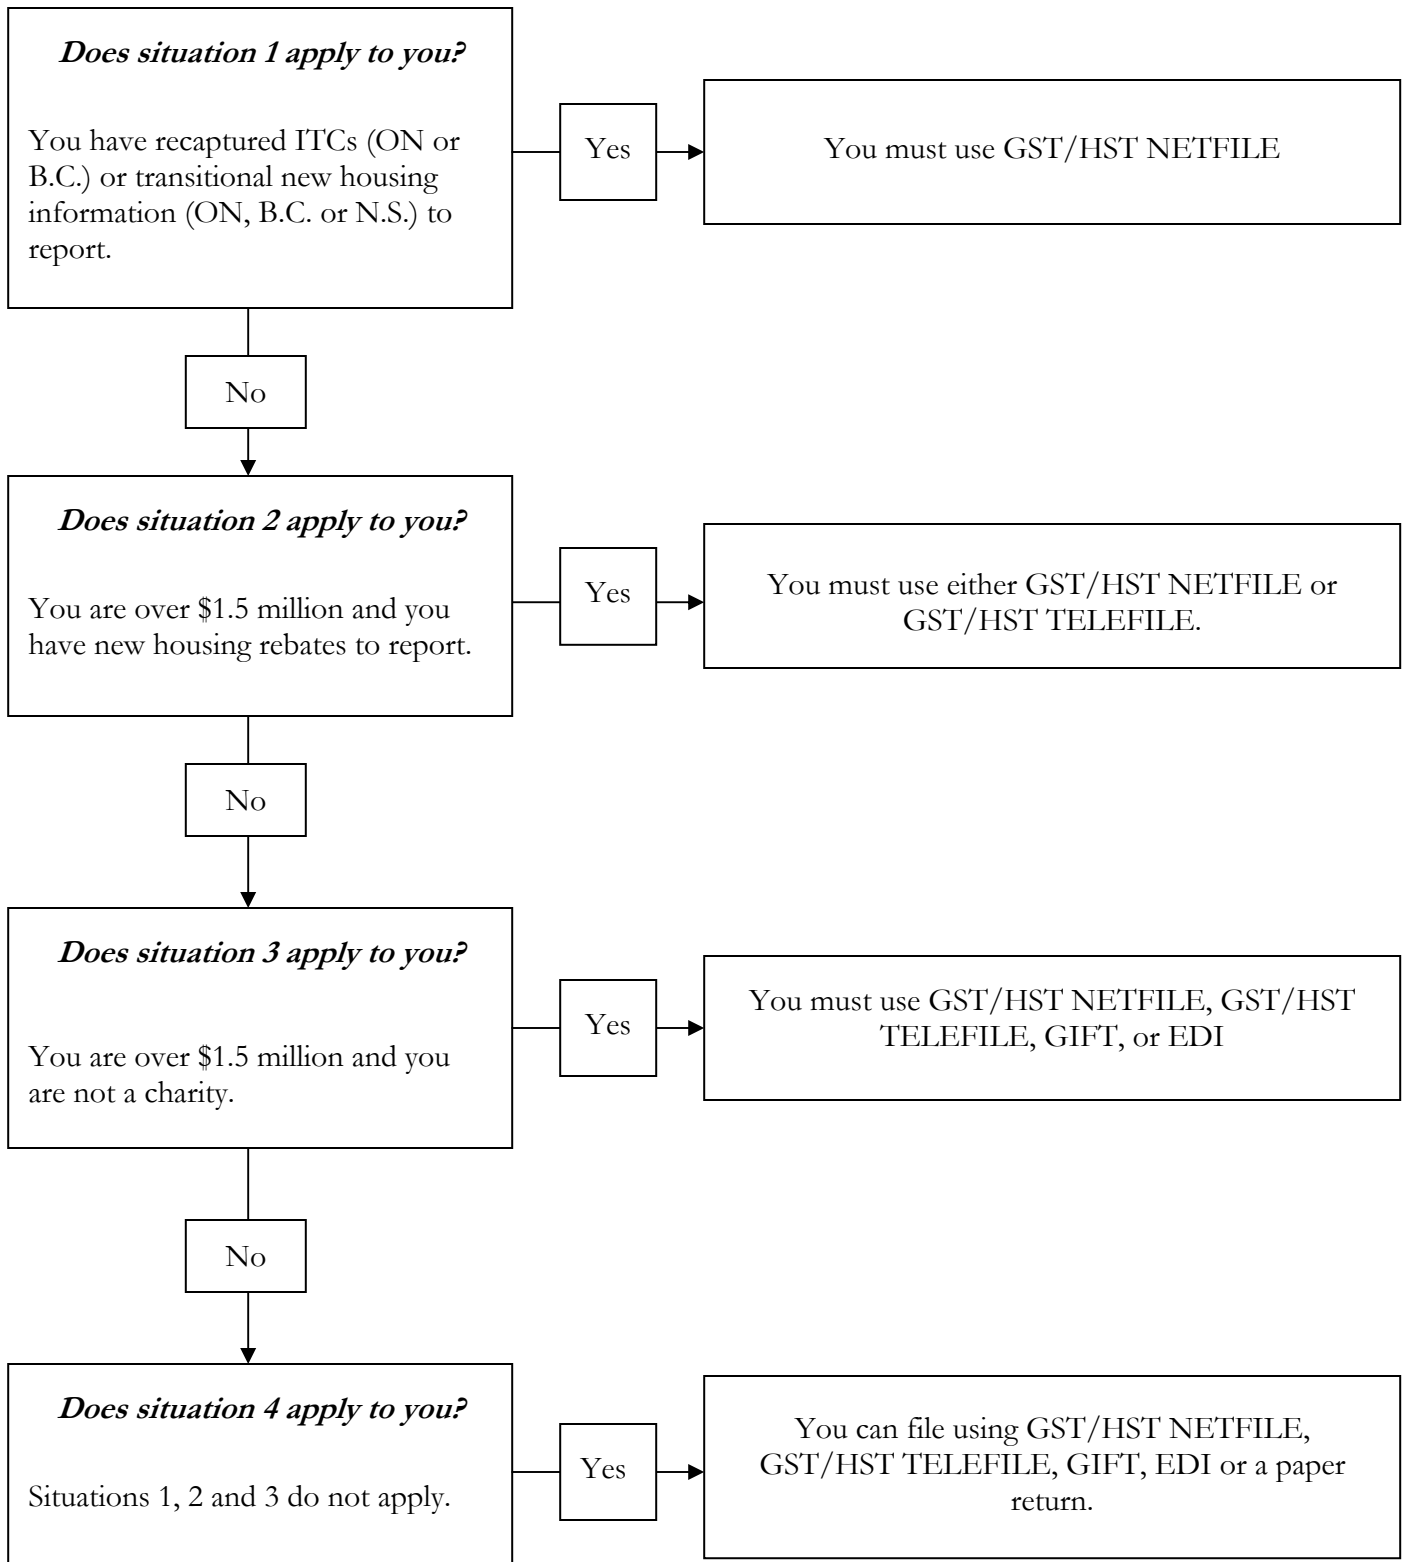 Does situation 1 apply to you?
You have recaptured ITCs (ON or
B.C.) or transitional new housing
information (ON, B.C. or N.S.) to
report.
Yes
You must use GST/HST NETFILE
No
Does situation 2 apply to you?
You are over $1.5 million and you
have new housing rebates to report.
Yes
You must use either GST/HST NETFILE or
GST/HST TELEFILE.
No
Does situation 3 apply to you?
You are over $1.5 million and you
are not a charity.
Yes
You must use GST/HST NETFILE, GST/HST
TELEFILE, GIFT, or EDI
No
Does situation 4 apply to you?
Situations 1, 2 and 3 do not apply.
Yes
You can file using GST/HST NETFILE,
GST/HST TELEFILE, GIFT, EDI or a paper
return.